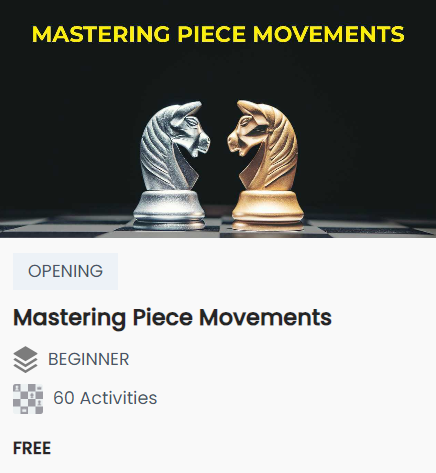 MASTERING PIECE MOVEMENTS
OPENING
Mastering Piece Movements
BEGINNER
60 Activities
FREE